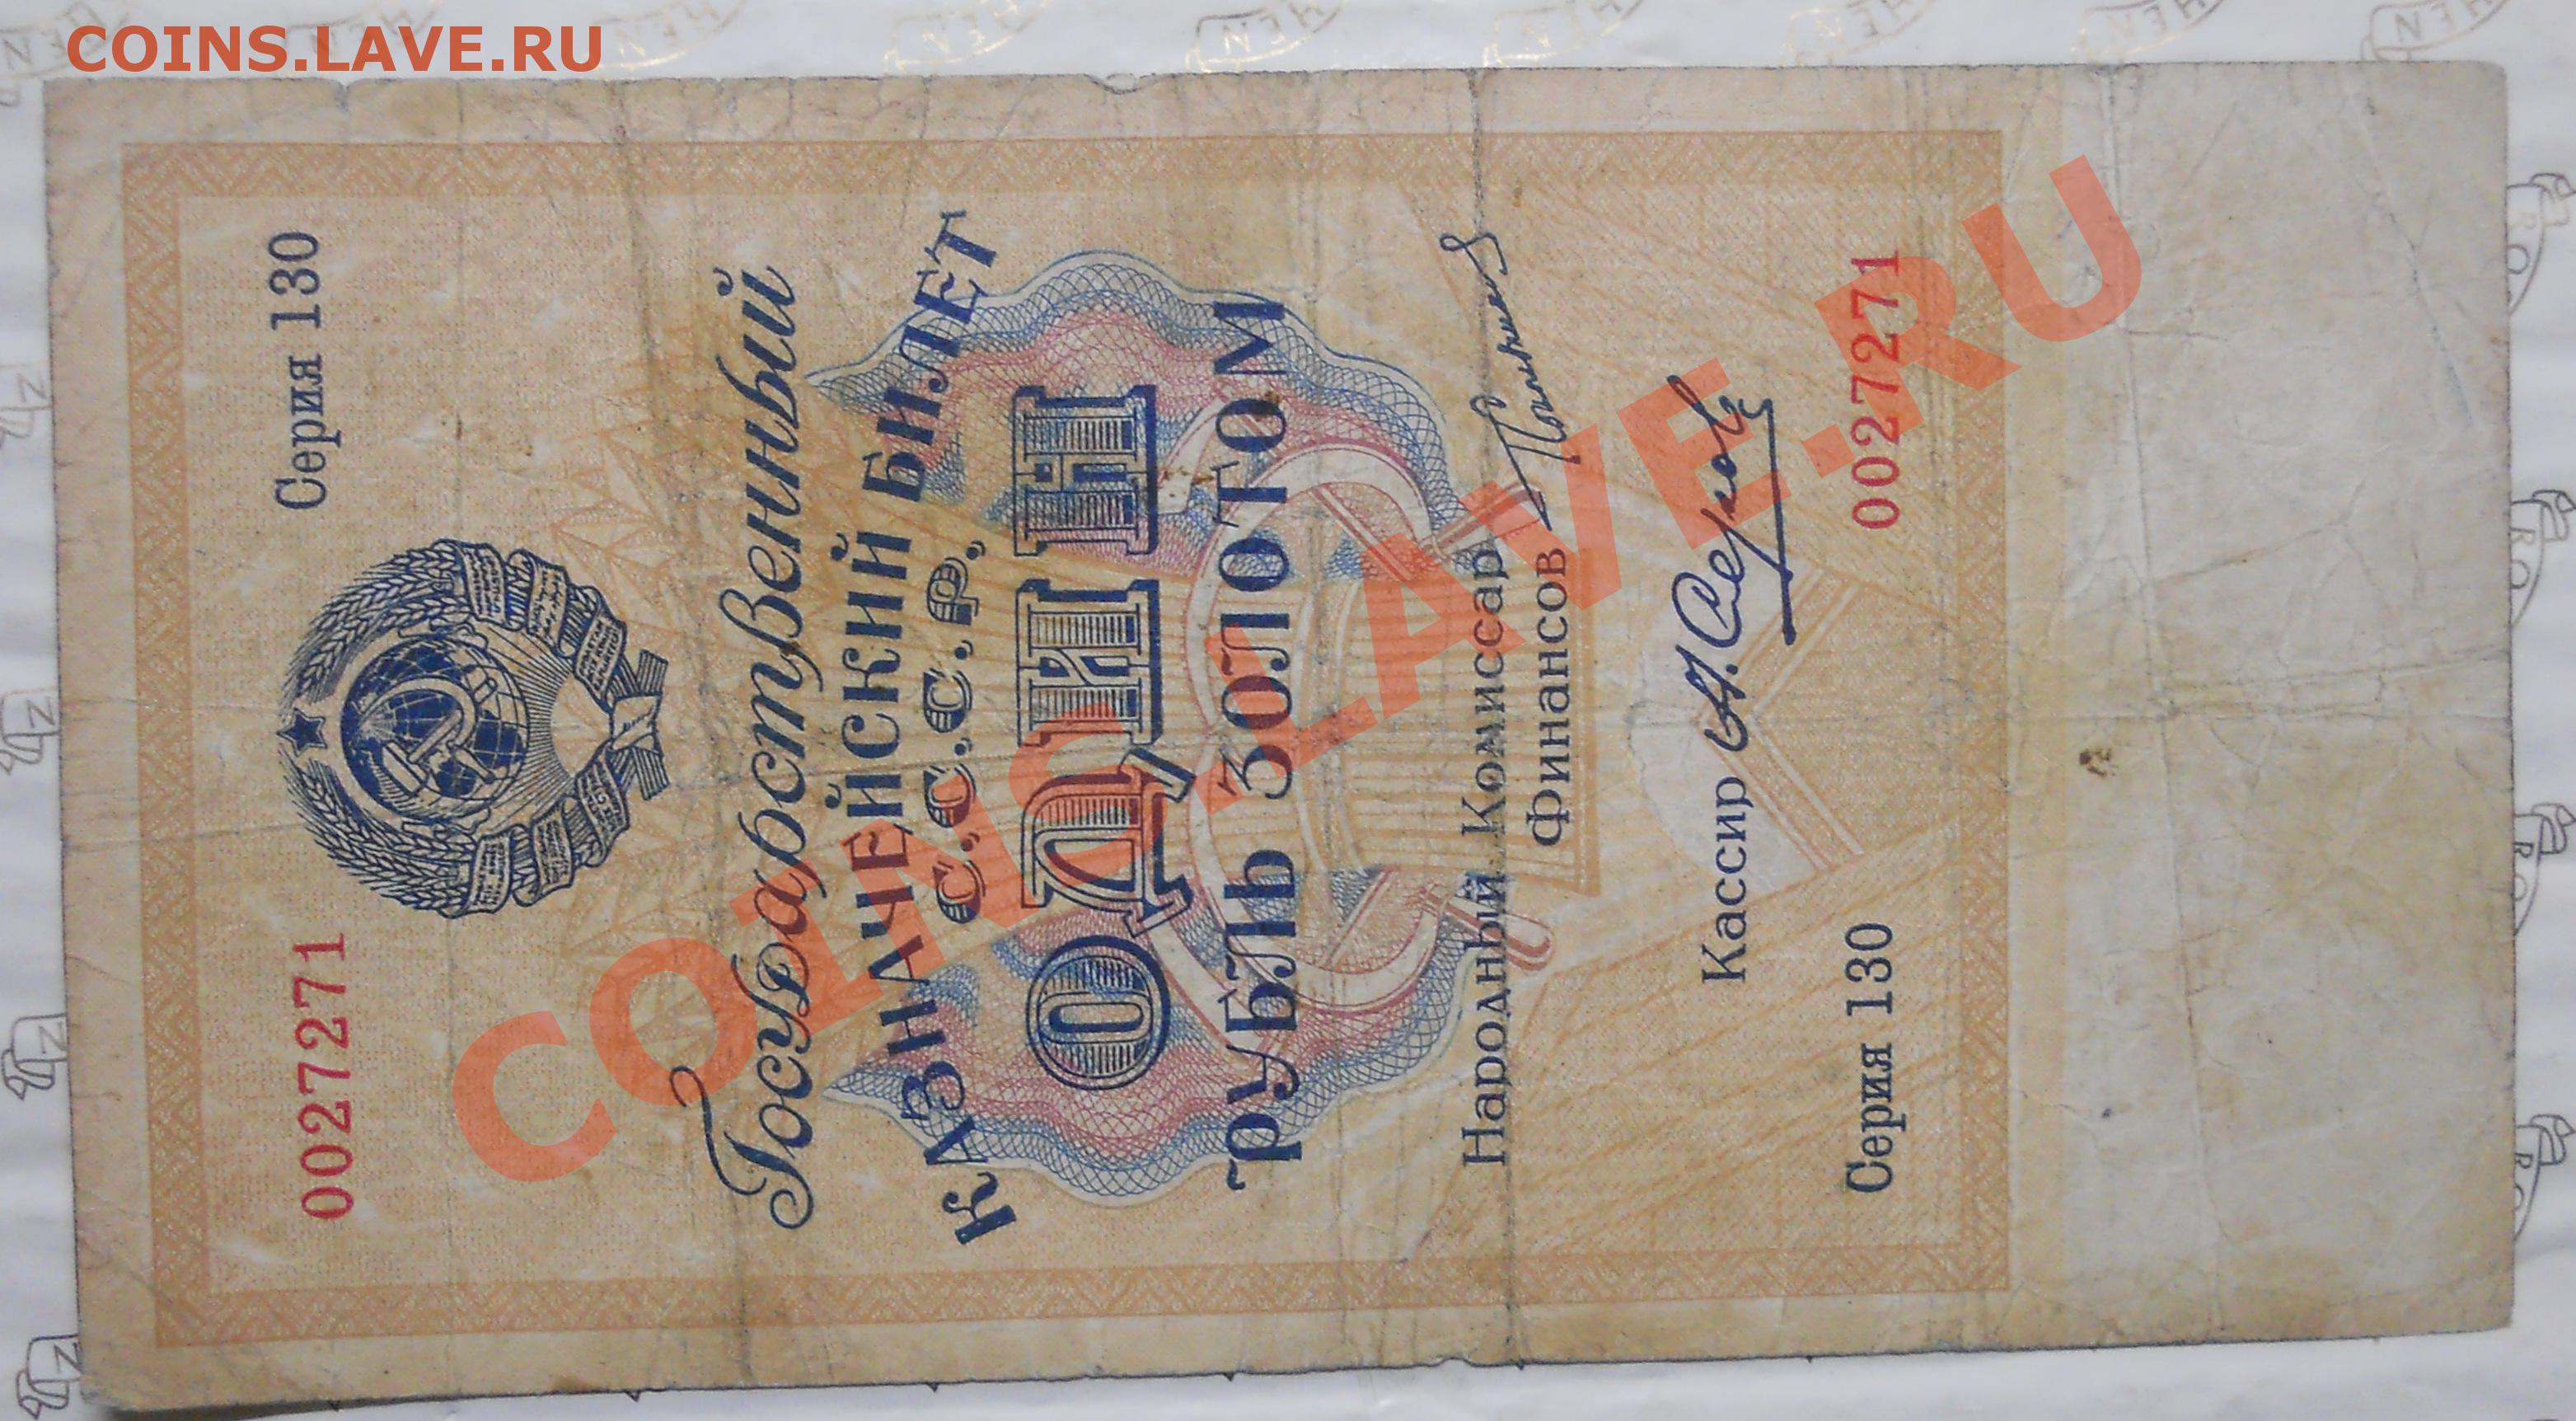 COINS.LAVE.RU
0027271
Серия 130
Государственный
КАЗНАЧЕЙСКИЙ БИЛЕТ
С.С.С.Р.
ОДИН
РУБЛЬ ЗОЛОТОМ
Народный Комиссар
Финансов
Кассир А. Серов
Серия 130
0027271
COINS.LAVE.RU